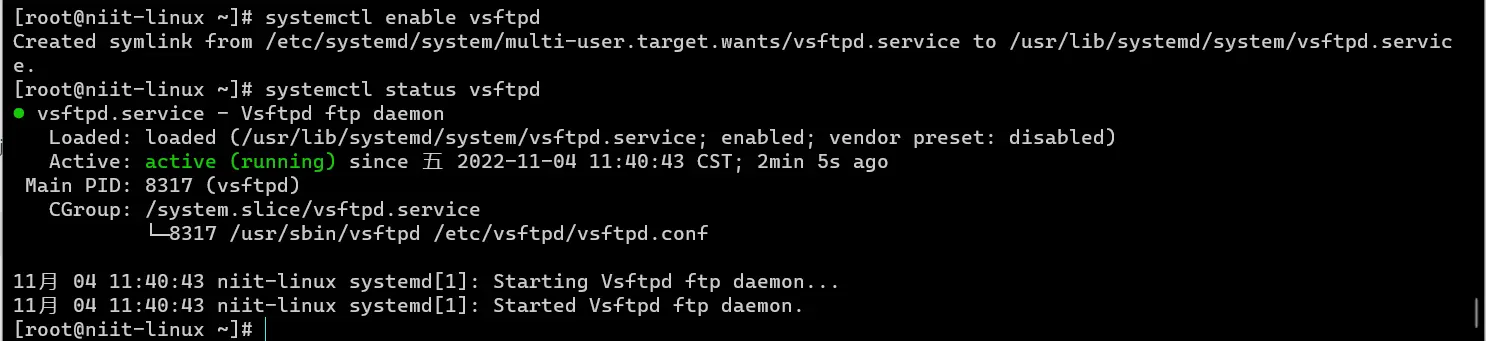 [root@niit-linux ~]# systemctl enable vsftpd
Created symlink from /etc/systemd/system/multi-user.target.wants/vsftpd.service to /usr/lib/systemd/system/vsftpd.servic
e.
[root@niit-linux ~]# systemctl status vsftpd
● vsftpd.service - Vsftpd ftp daemon
   Loaded: loaded (/usr/lib/systemd/system/vsftpd.service; enabled; vendor preset: disabled)
   Active: active (running) since 五 2022-11-04 11:40:43 CST; 2min 5s ago
 Main PID: 8317 (vsftpd)
   CGroup: /system.slice/vsftpd.service
           └─8317 /usr/sbin/vsftpd /etc/vsftpd/vsftpd.conf
11月 04 11:40:43 niit-linux systemd[1]: Starting Vsftpd ftp daemon...
11月 04 11:40:43 niit-linux systemd[1]: Started Vsftpd ftp daemon.
[root@niit-linux ~]#